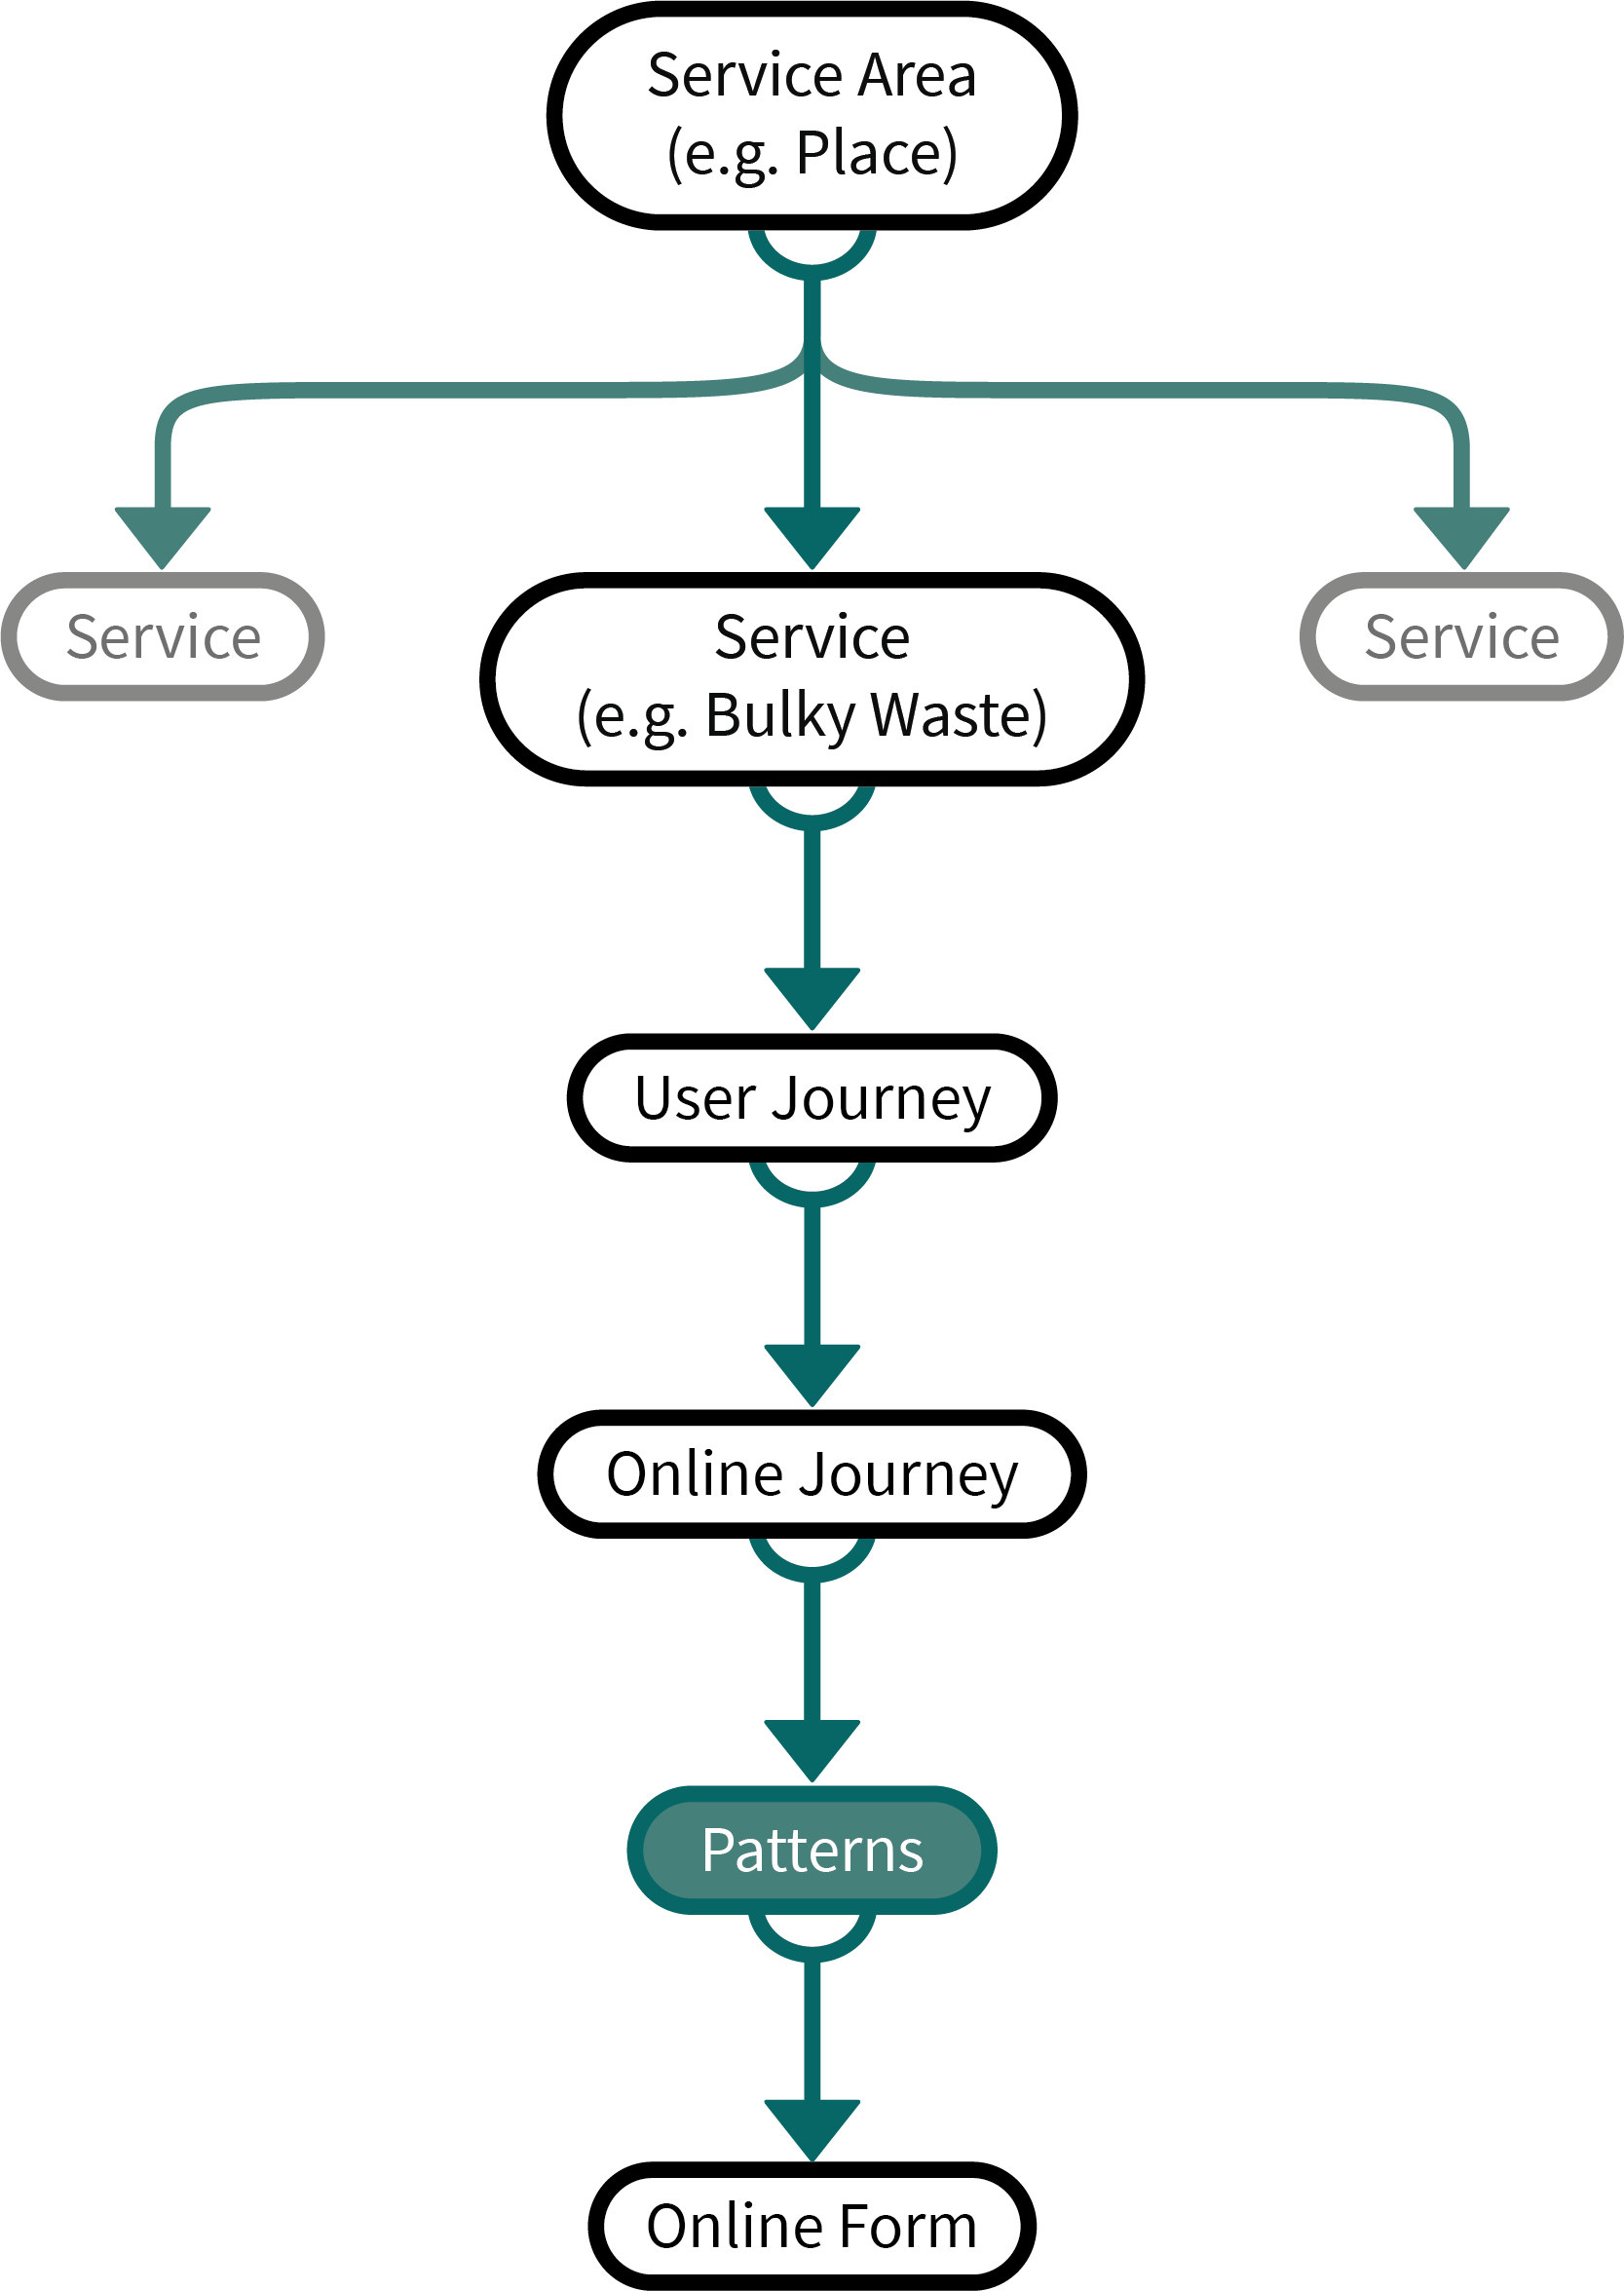 Service Area
(e.g. Place)
Service
Service
(e.g. Bulky Waste)
Service
User Journey
Online Journey
Patterns
Online Form